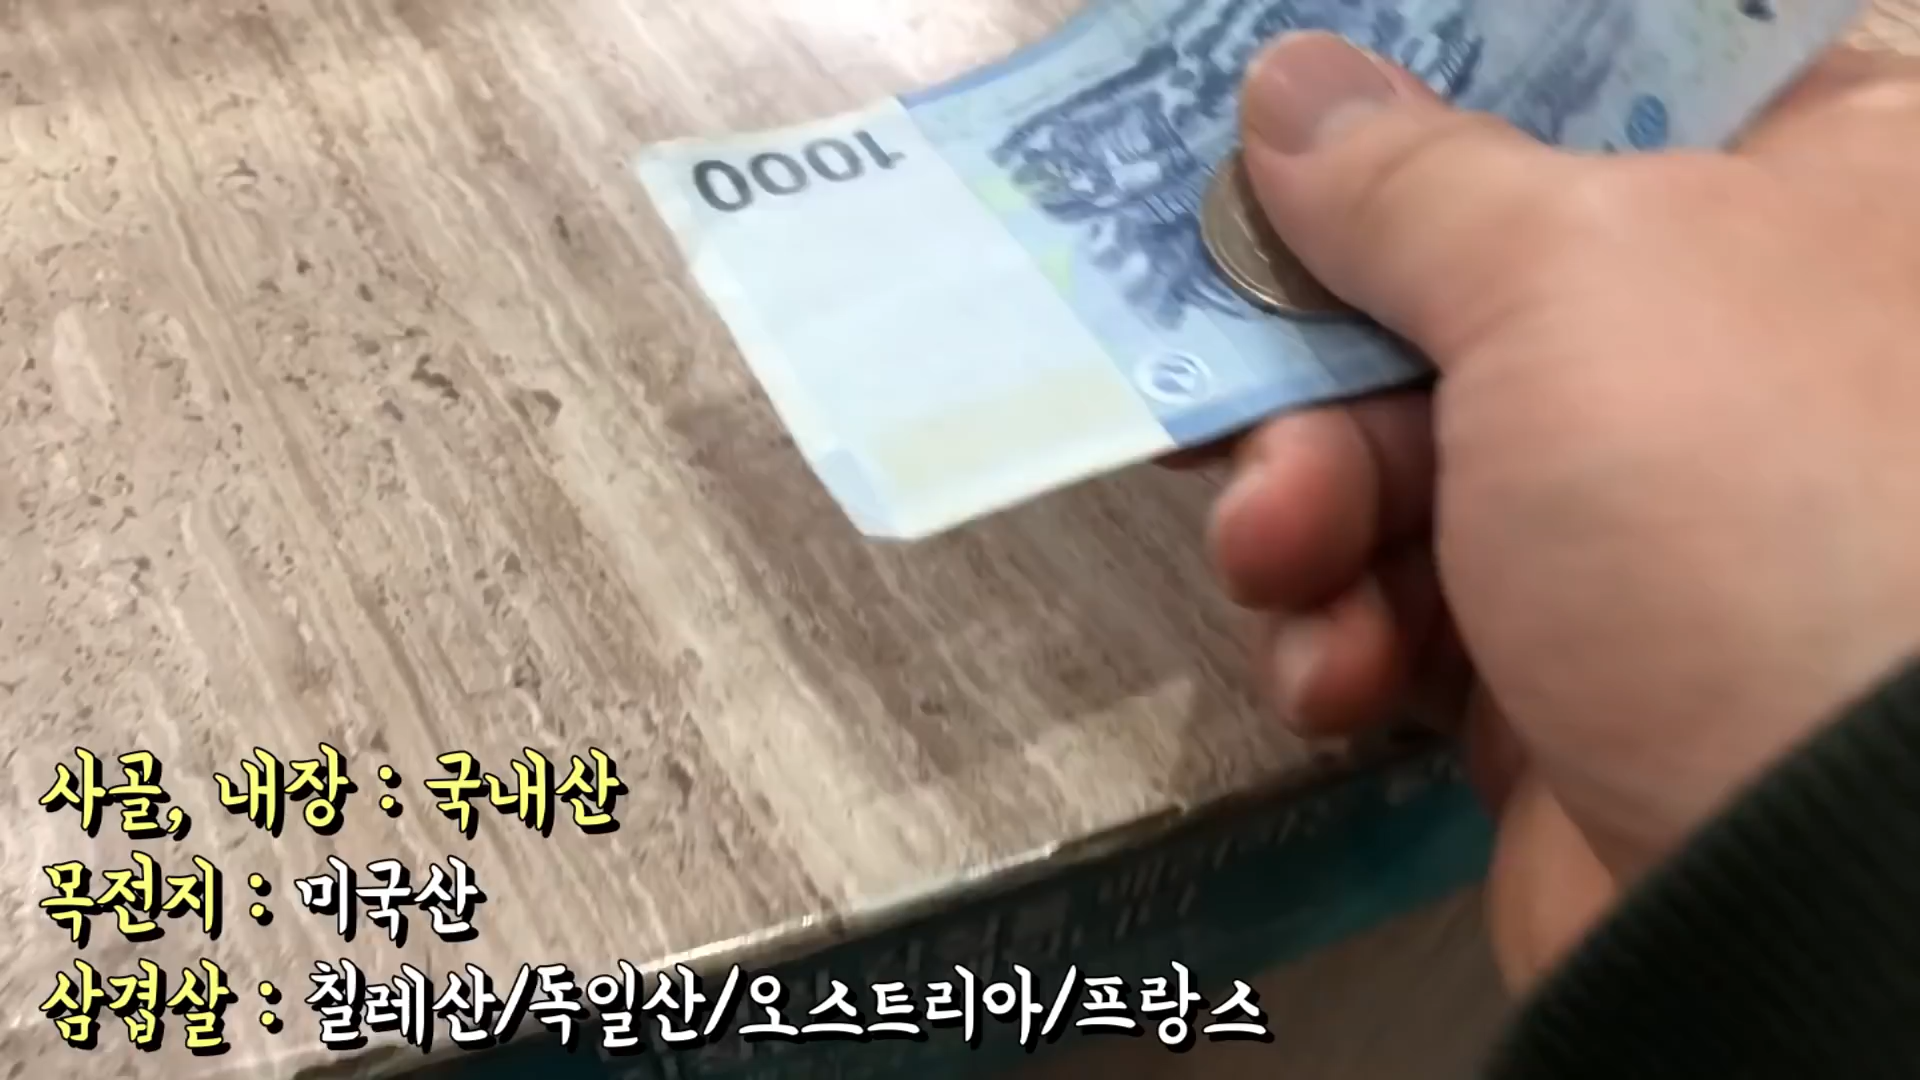 1000
사골, 내장 : 국내산
목전지 : 미국산
삼겹살 : 칠레산/독일산/오스트리아/프랑스